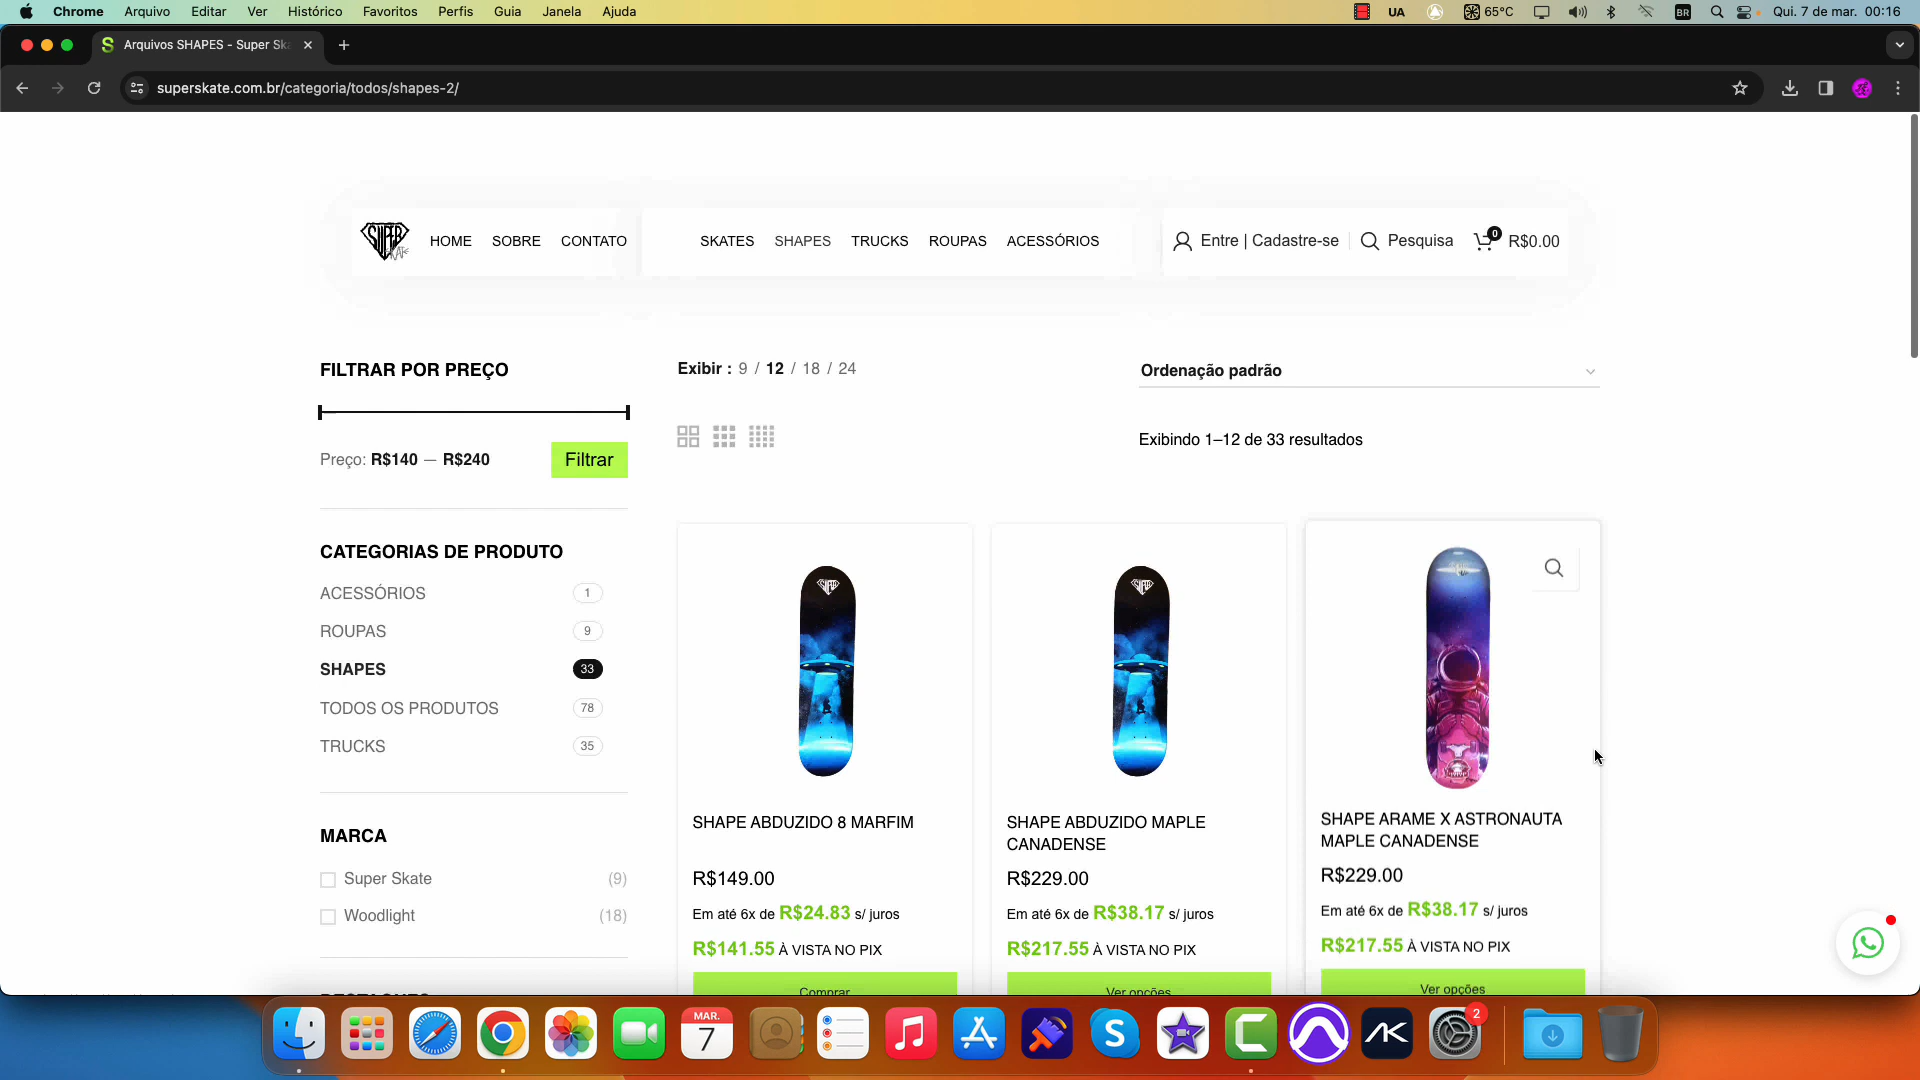 Chrome Arquivo Editar Ver Histórico Favoritos Perfis Guia Janela Ajuda
UA 65°C BR Qui. 7 de mar. 00:16
S Arquivos SHAPES - Super Sk
superskate.com.br/categoria/todos/shapes-2/
SUPER
HOME SOBRE CONTATO SKATES SHAPES TRUCKS ROUPAS ACESSÓRIOS Entre | Cadastre-se Pesquisa 0 R$0.00
FILTRAR POR PREÇO
Preço: R$140 — R$240
Filtrar
CATEGORIAS DE PRODUTO
ACESSÓRIOS 1
ROUPAS 9
SHAPES 33
TODOS OS PRODUTOS 78
TRUCKS 35
MARCA
Super Skate (9)
Woodlight (18)
Exibir : 9 / 12 / 18 / 24
Ordenação padrão
Exibindo 1–12 de 33 resultados
SHAPE ABDUZIDO 8 MARFIM
R$149.00
Em até 6x de R$24.83 s/ juros
R$141.55 À VISTA NO PIX
Comprar
SHAPE ABDUZIDO MAPLE
CANADENSE
R$229.00
Em até 6x de R$38.17 s/ juros
R$217.55 À VISTA NO PIX
Ver opções
SHAPE ARAME X ASTRONAUTA
MAPLE CANADENSE
R$229.00
Em até 6x de R$38.17 s/ juros
R$217.55 À VISTA NO PIX
Ver opções
MAR.
7
2